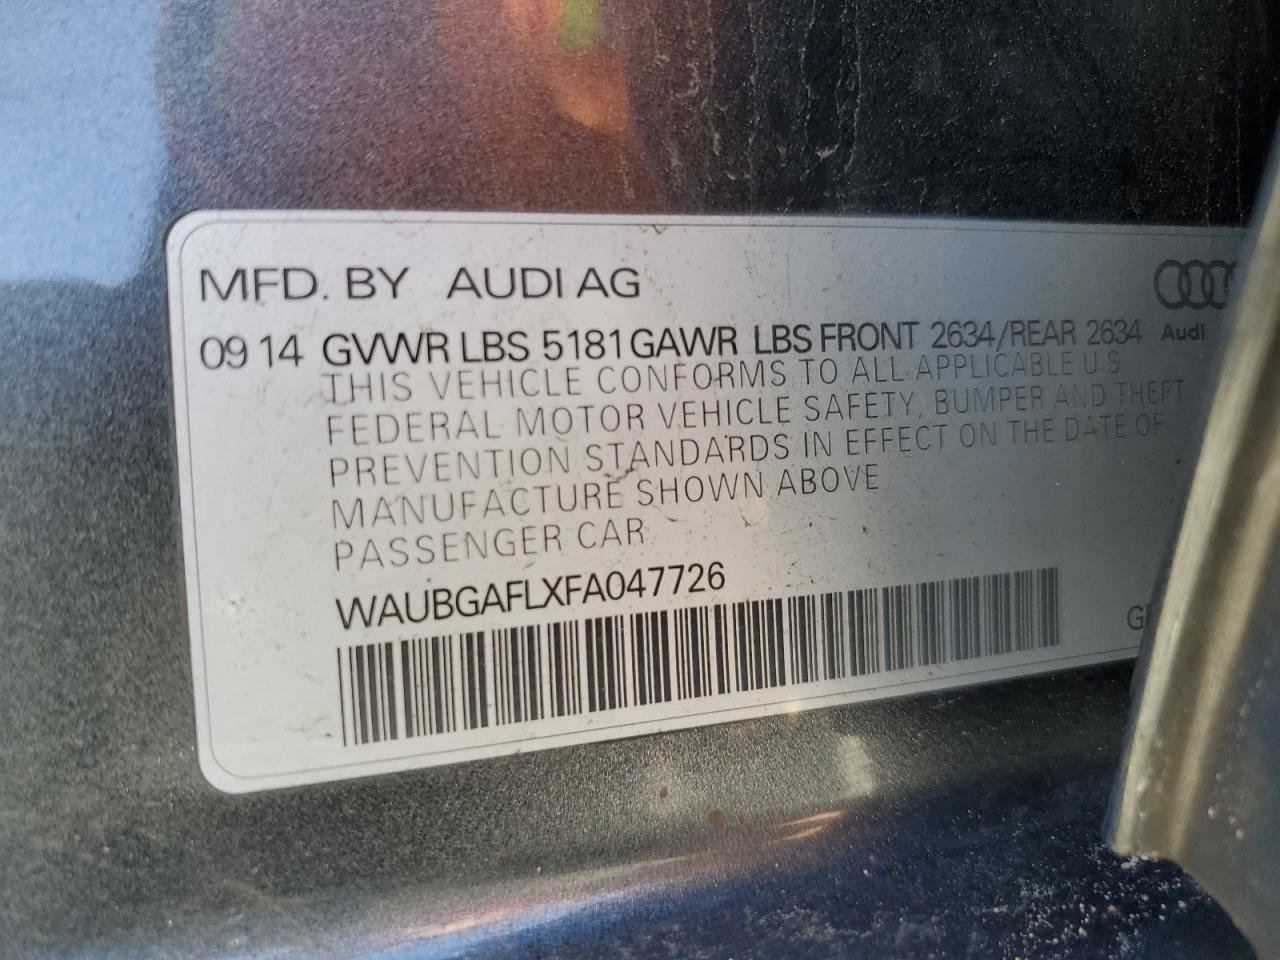 MFD. BY AUDI AG
09 14 GVWR LBS 5181 GAWR LBS FRONT 2634/REAR 2634
Audi
THIS VEHICLE CONFORMS TO ALL APPLICABLE U S
FEDERAL MOTOR VEHICLE SAFETY, BUMPER AND THEFT
PREVENTION STANDARDS IN EFFECT ON THE DATE OF
MANUFACTURE SHOWN ABOVE
PASSENGER CAR
WAUBGAFLXFA047726